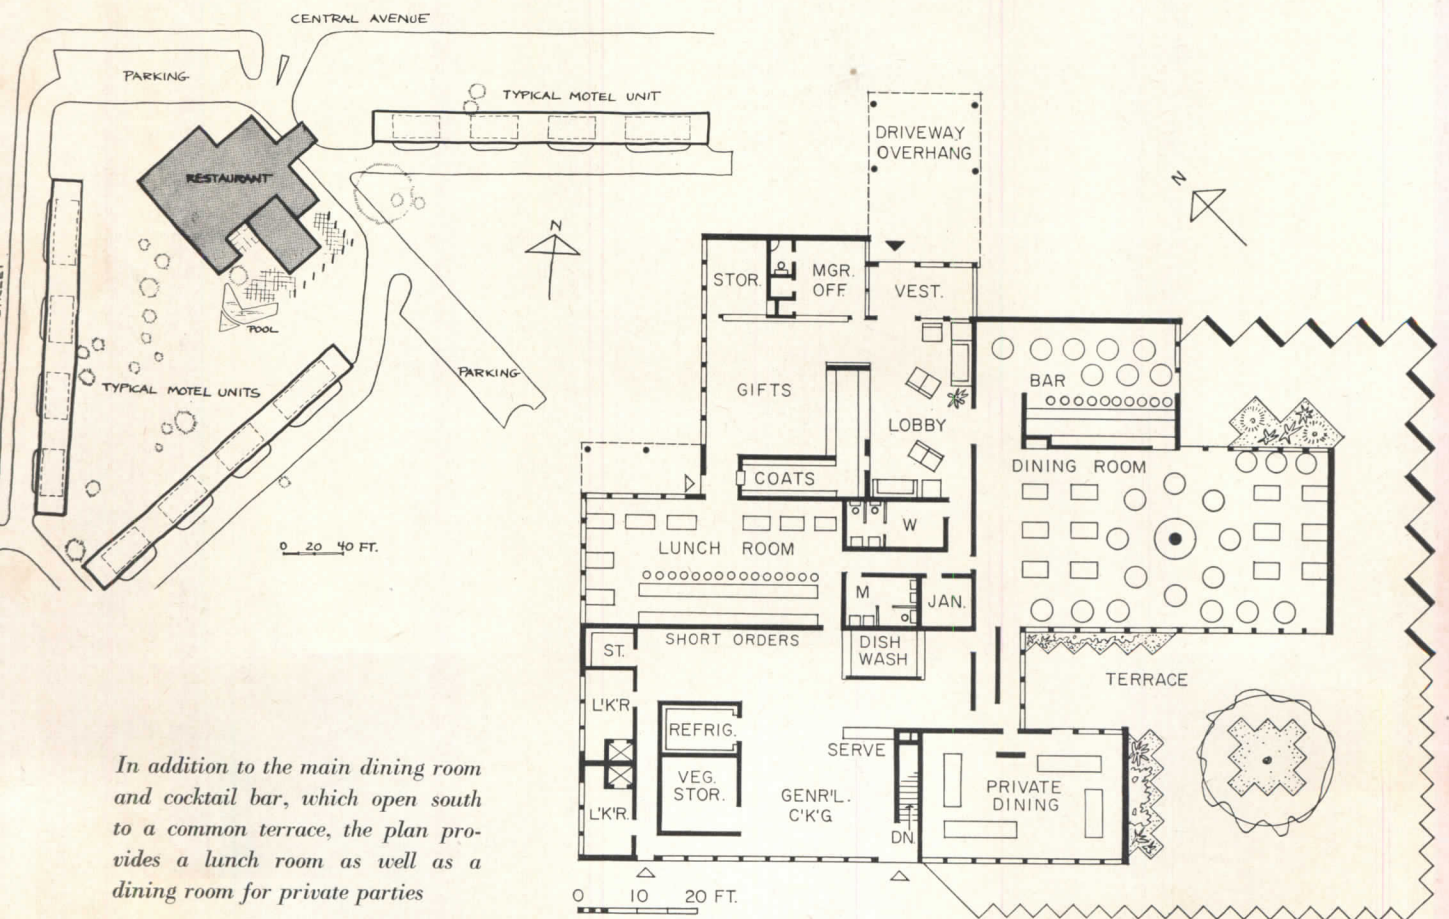 CENTRAL AVENUE
PARKING
TYPICAL MOTEL UNIT
RESTAURANT
N
POOL
PARKING
TYPICAL MOTEL UNITS
0 20 40 FT.
DRIVEWAY
OVERHANG
N
STOR.
MGR.
OFF.
VEST.
GIFTS
BAR
LOBBY
COATS
DINING ROOM
W
LUNCH ROOM
M
JAN.
SHORT ORDERS
ST.
DISH
WASH
TERRACE
L'K'R
REFRIG.
SERVE
VEG.
STOR.
PRIVATE
DINING
GENR'L.
C'K'G
L'K'R.
DN.
0 10 20 FT.
In addition to the main dining room
and cocktail bar, which open south
to a common terrace, the plan pro-
vides a lunch room as well as a
dining room for private parties